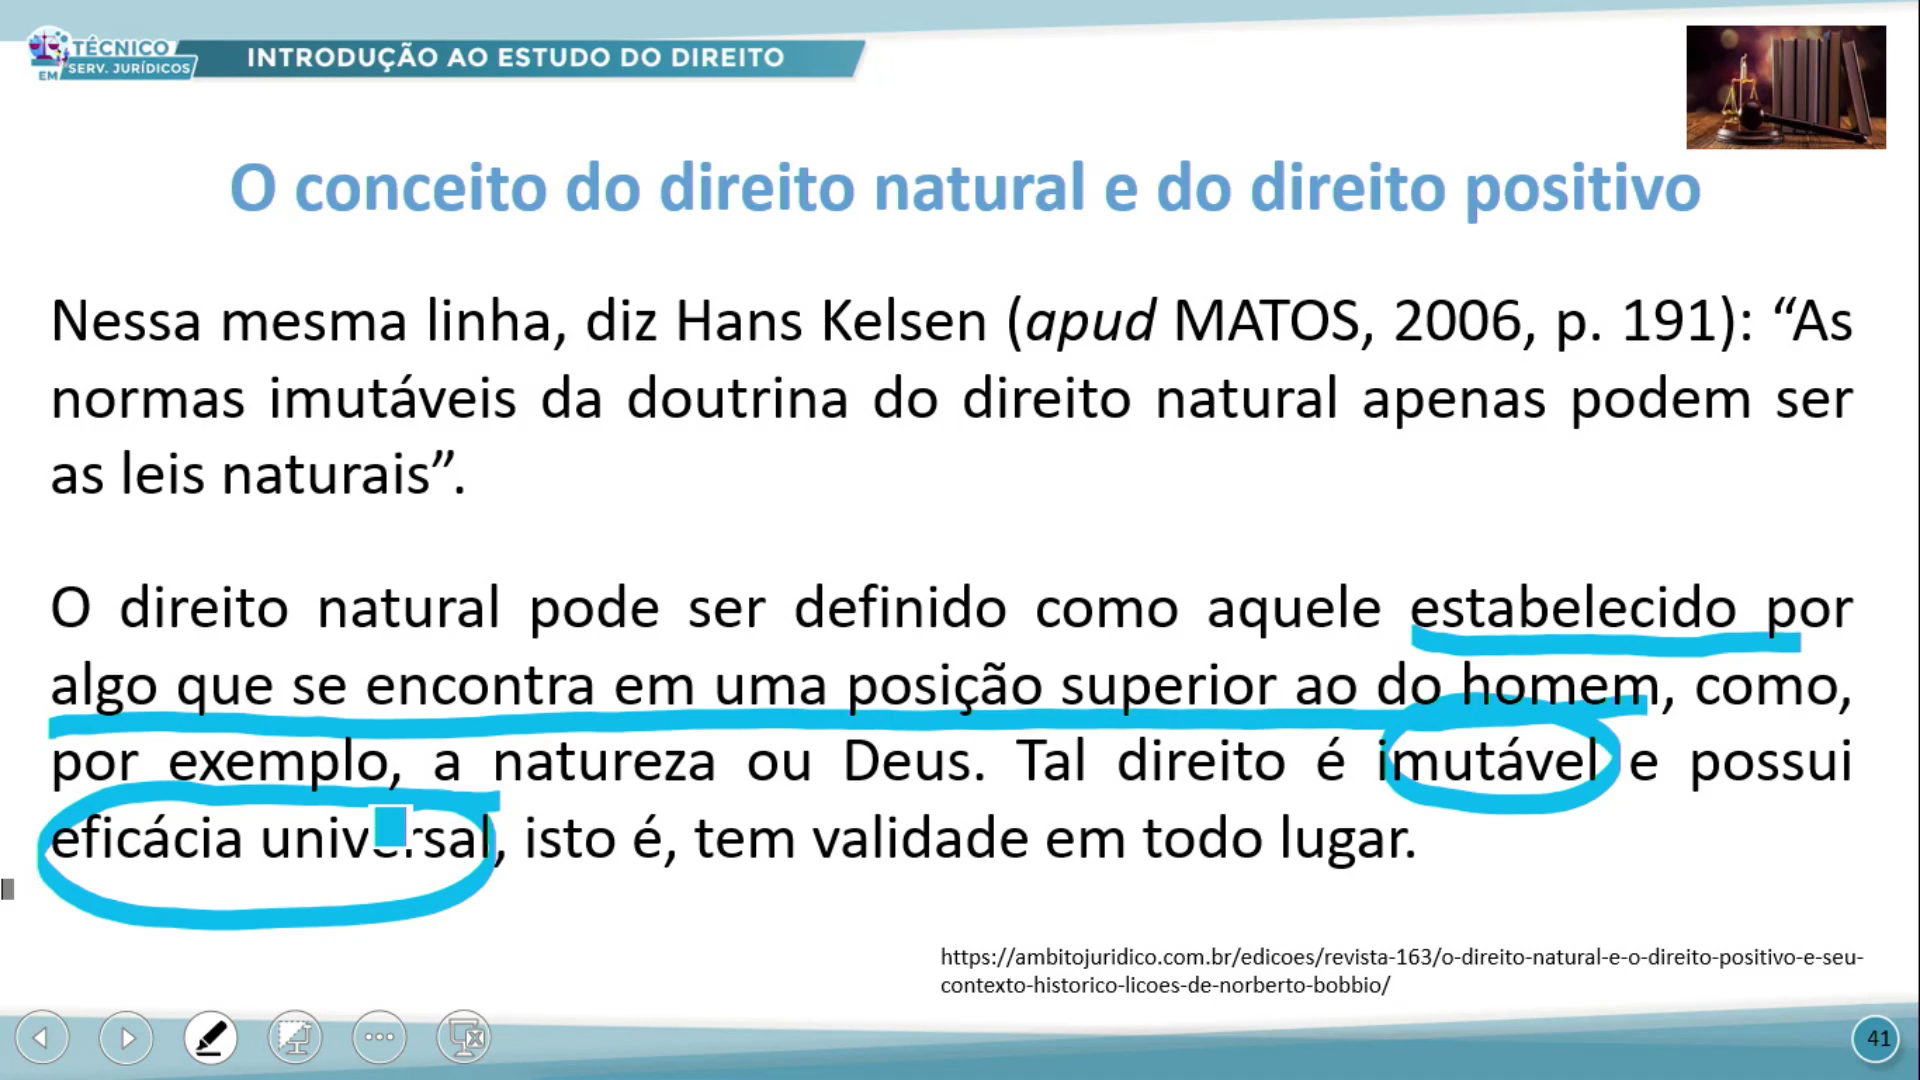 TÉCNICO
EM SERV. JURÍDICOS
INTRODUÇÃO AO ESTUDO DO DIREITO
O conceito do direito natural e do direito positivo
Nessa mesma linha, diz Hans Kelsen (apud MATOS, 2006, p. 191): “As
normas imutáveis da doutrina do direito natural apenas podem ser
as leis naturais”.
O direito natural pode ser definido como aquele estabelecido por
algo que se encontra em uma posição superior ao do homem, como,
por exemplo, a natureza ou Deus. Tal direito é imutável e possui
eficácia universal, isto é, tem validade em todo lugar.
https://ambitojuridico.com.br/edicoes/revista-163/o-direito-natural-e-o-direito-positivo-e-seu-
contexto-historico-licoes-de-norberto-bobbio/
41